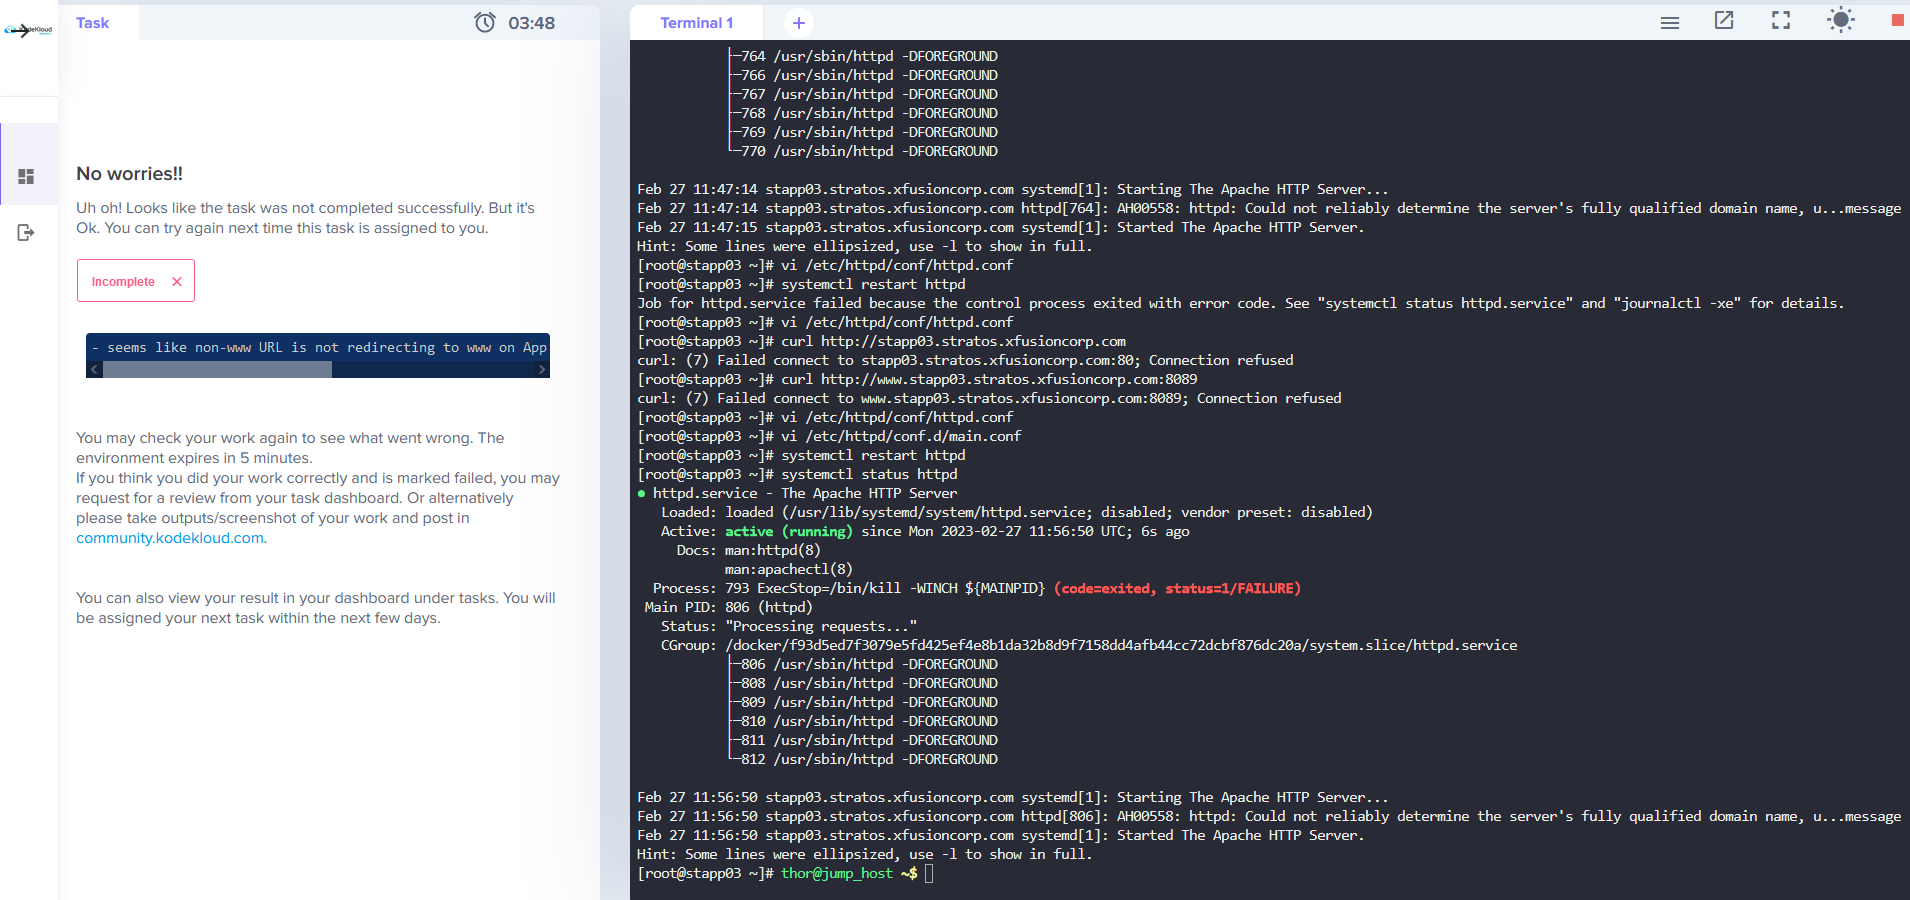 Task
03:48
No worries!!
Uh oh! Looks like the task was not completed successfully. But it's
Ok. You can try again next time this task is assigned to you.
Incomplete ×
- seems like non-www URL is not redirecting to www on App
You may check your work again to see what went wrong. The
environment expires in 5 minutes.
If you think you did your work correctly and is marked failed, you may
request for a review from your task dashboard. Or alternatively
please take outputs/screenshot of your work and post in
community.kodekloud.com.
You can also view your result in your dashboard under tasks. You will
be assigned your next task within the next few days.
Terminal 1 +
├─764 /usr/sbin/httpd -DFOREGROUND
├─766 /usr/sbin/httpd -DFOREGROUND
├─767 /usr/sbin/httpd -DFOREGROUND
├─768 /usr/sbin/httpd -DFOREGROUND
├─769 /usr/sbin/httpd -DFOREGROUND
└─770 /usr/sbin/httpd -DFOREGROUND
Feb 27 11:47:14 stapp03.stratos.xfusioncorp.com systemd[1]: Starting The Apache HTTP Server...
Feb 27 11:47:14 stapp03.stratos.xfusioncorp.com httpd[764]: AH00558: httpd: Could not reliably determine the server's fully qualified domain name, u...message
Feb 27 11:47:15 stapp03.stratos.xfusioncorp.com systemd[1]: Started The Apache HTTP Server.
Hint: Some lines were ellipsized, use -l to show in full.
[root@stapp03 ~]# vi /etc/httpd/conf/httpd.conf
[root@stapp03 ~]# systemctl restart httpd
Job for httpd.service failed because the control process exited with error code. See "systemctl status httpd.service" and "journalctl -xe" for details.
[root@stapp03 ~]# vi /etc/httpd/conf/httpd.conf
[root@stapp03 ~]# curl http://stapp03.stratos.xfusioncorp.com
curl: (7) Failed connect to stapp03.stratos.xfusioncorp.com:80; Connection refused
[root@stapp03 ~]# curl http://www.stapp03.stratos.xfusioncorp.com:8089
curl: (7) Failed connect to www.stapp03.stratos.xfusioncorp.com:8089; Connection refused
[root@stapp03 ~]# vi /etc/httpd/conf/httpd.conf
[root@stapp03 ~]# vi /etc/httpd/conf.d/main.conf
[root@stapp03 ~]# systemctl restart httpd
[root@stapp03 ~]# systemctl status httpd
● httpd.service - The Apache HTTP Server
Loaded: loaded (/usr/lib/systemd/system/httpd.service; disabled; vendor preset: disabled)
Active: active (running) since Mon 2023-02-27 11:56:50 UTC; 6s ago
Docs: man:httpd(8)
man:apachectl(8)
Process: 793 ExecStop=/bin/kill -WINCH ${MAINPID} (code=exited, status=1/FAILURE)
Main PID: 806 (httpd)
Status: "Processing requests..."
CGroup: /docker/f93d5ed7f3079e5fd425ef4e8b1da32b8d9f7158dd4afb44cc72dcbf876dc20a/system.slice/httpd.service
├─806 /usr/sbin/httpd -DFOREGROUND
├─808 /usr/sbin/httpd -DFOREGROUND
├─809 /usr/sbin/httpd -DFOREGROUND
├─810 /usr/sbin/httpd -DFOREGROUND
├─811 /usr/sbin/httpd -DFOREGROUND
└─812 /usr/sbin/httpd -DFOREGROUND
Feb 27 11:56:50 stapp03.stratos.xfusioncorp.com systemd[1]: Starting The Apache HTTP Server...
Feb 27 11:56:50 stapp03.stratos.xfusioncorp.com httpd[806]: AH00558: httpd: Could not reliably determine the server's fully qualified domain name, u...message
Feb 27 11:56:50 stapp03.stratos.xfusioncorp.com systemd[1]: Started The Apache HTTP Server.
Hint: Some lines were ellipsized, use -l to show in full.
[root@stapp03 ~]# thor@jump_host ~$